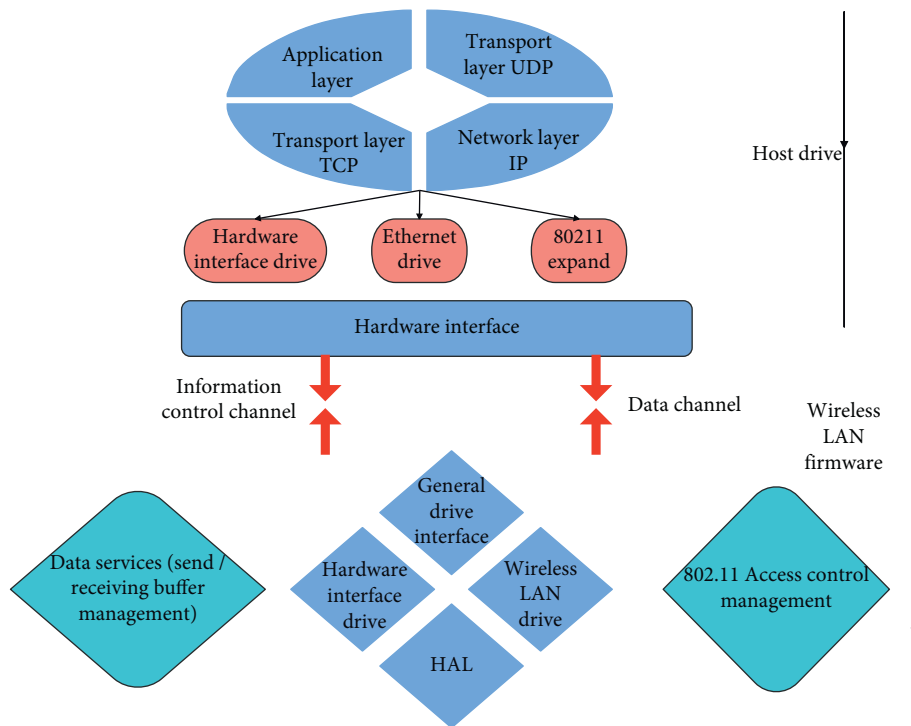 Application
layer
Transport
layer UDP
Transport layer
TCP
Network layer
IP
Host drive
Hardware
interface drive
Ethernet
drive
80211
expand
Hardware interface
Information
control channel
Data channel
Wireless
LAN
firmware
General
drive
interface
Data services (send /
receiving buffer
management)
Hardware
interface
drive
Wireless
LAN
drive
802.11 Access control
management
HAL